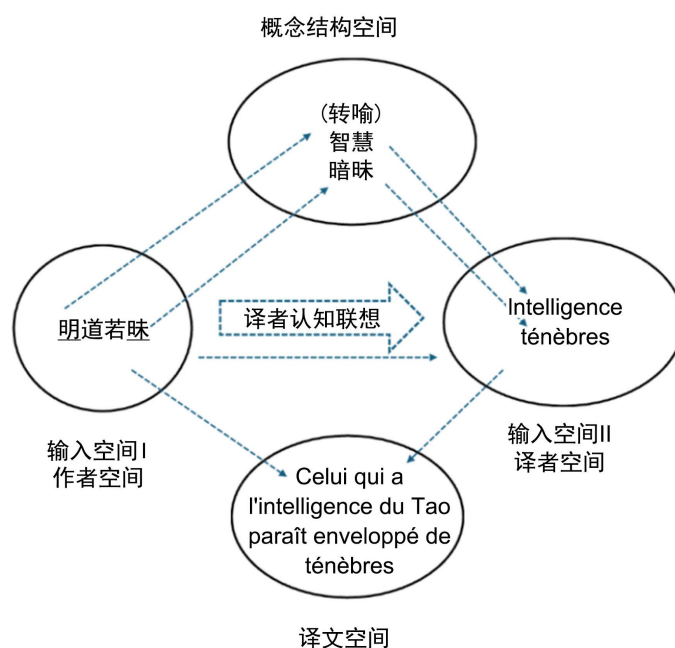 概念结构空间
(转喻)
智慧
暗昧
明道若昧
译者认知联想
Intelligence
ténèbres
输入空间I
作者空间
输入空间II
译者空间
Celui qui a
l'intelligence du Tao
paraît enveloppé de
ténèbres
译文空间